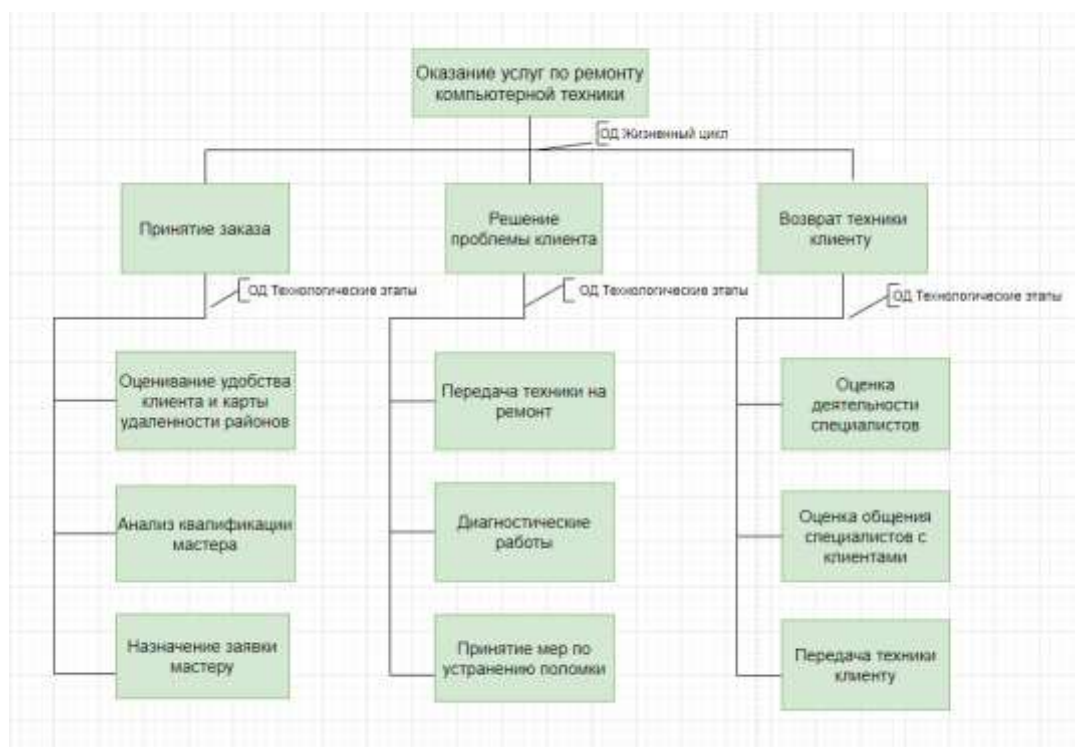 Оказание услуг по ремонту
компьютерной техники
ОД Жизненный цикл
Принятие заказа
Решение
проблемы клиента
Возврат техники
клиенту
ОД Технологические этапы
ОД Технологические этапы
ОД Технологические этапы
Оценивание удобства
клиента и карты
удаленности районов
Передача техники на
ремонт
Оценка
деятельности
специалистов
Анализ квалификации
мастера
Диагностические
работы
Оценка общения
специалистов с
клиентами
Назначение заявки
мастеру
Принятие мер по
устранению поломки
Передача техники
клиенту